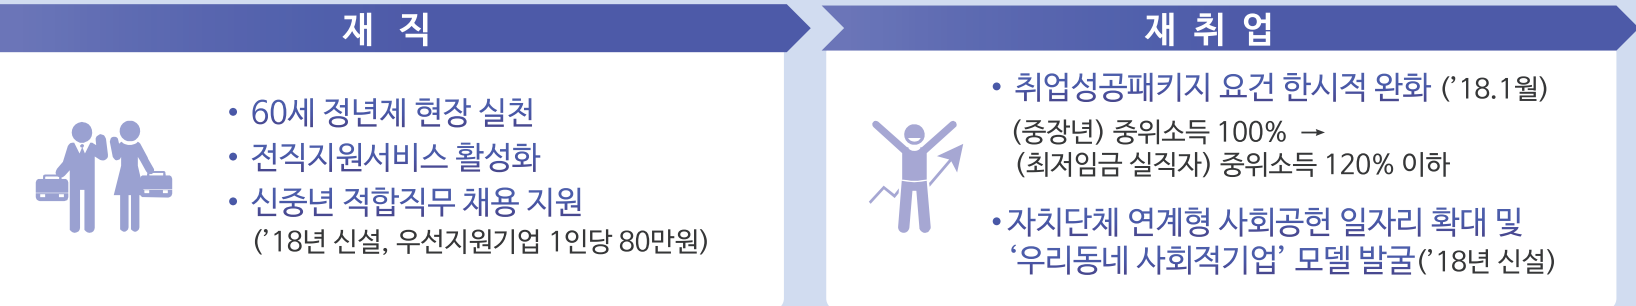 재 직
• 60세 정년제 현장 실천
• 전직지원서비스 활성화
• 신중년 적합직무 채용 지원
(’18년 신설, 우선지원기업 1인당 80만원)
재 취 업
• 취업성공패키지 요건 한시적 완화 (’18.1월)
(중장년) 중위소득 100% →
(최저임금 실직자) 중위소득 120% 이하
• 자치단체 연계형 사회공헌 일자리 확대 및
‘우리동네 사회적기업’ 모델 발굴(’18년 신설)